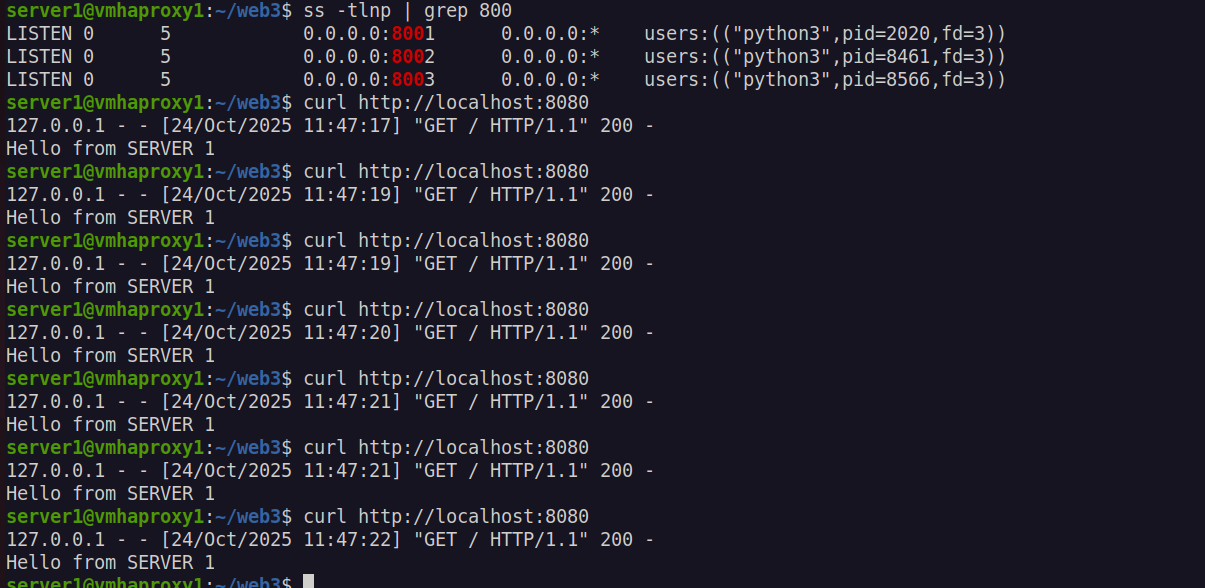 server1@vmhaproxy1:~/web3$ ss -tlnp | grep 800
LISTEN 0      5            0.0.0.0:8001      0.0.0.0:*    users:(("python3",pid=2020,fd=3))
LISTEN 0      5            0.0.0.0:8002      0.0.0.0:*    users:(("python3",pid=8461,fd=3))
LISTEN 0      5            0.0.0.0:8003      0.0.0.0:*    users:(("python3",pid=8566,fd=3))
server1@vmhaproxy1:~/web3$ curl http://localhost:8080
127.0.0.1 - - [24/Oct/2025 11:47:17] "GET / HTTP/1.1" 200 -
Hello from SERVER 1
server1@vmhaproxy1:~/web3$ curl http://localhost:8080
127.0.0.1 - - [24/Oct/2025 11:47:19] "GET / HTTP/1.1" 200 -
Hello from SERVER 1
server1@vmhaproxy1:~/web3$ curl http://localhost:8080
127.0.0.1 - - [24/Oct/2025 11:47:19] "GET / HTTP/1.1" 200 -
Hello from SERVER 1
server1@vmhaproxy1:~/web3$ curl http://localhost:8080
127.0.0.1 - - [24/Oct/2025 11:47:20] "GET / HTTP/1.1" 200 -
Hello from SERVER 1
server1@vmhaproxy1:~/web3$ curl http://localhost:8080
127.0.0.1 - - [24/Oct/2025 11:47:21] "GET / HTTP/1.1" 200 -
Hello from SERVER 1
server1@vmhaproxy1:~/web3$ curl http://localhost:8080
127.0.0.1 - - [24/Oct/2025 11:47:21] "GET / HTTP/1.1" 200 -
Hello from SERVER 1
server1@vmhaproxy1:~/web3$ curl http://localhost:8080
127.0.0.1 - - [24/Oct/2025 11:47:22] "GET / HTTP/1.1" 200 -
Hello from SERVER 1
server1@vmhaproxy1:~/web3$